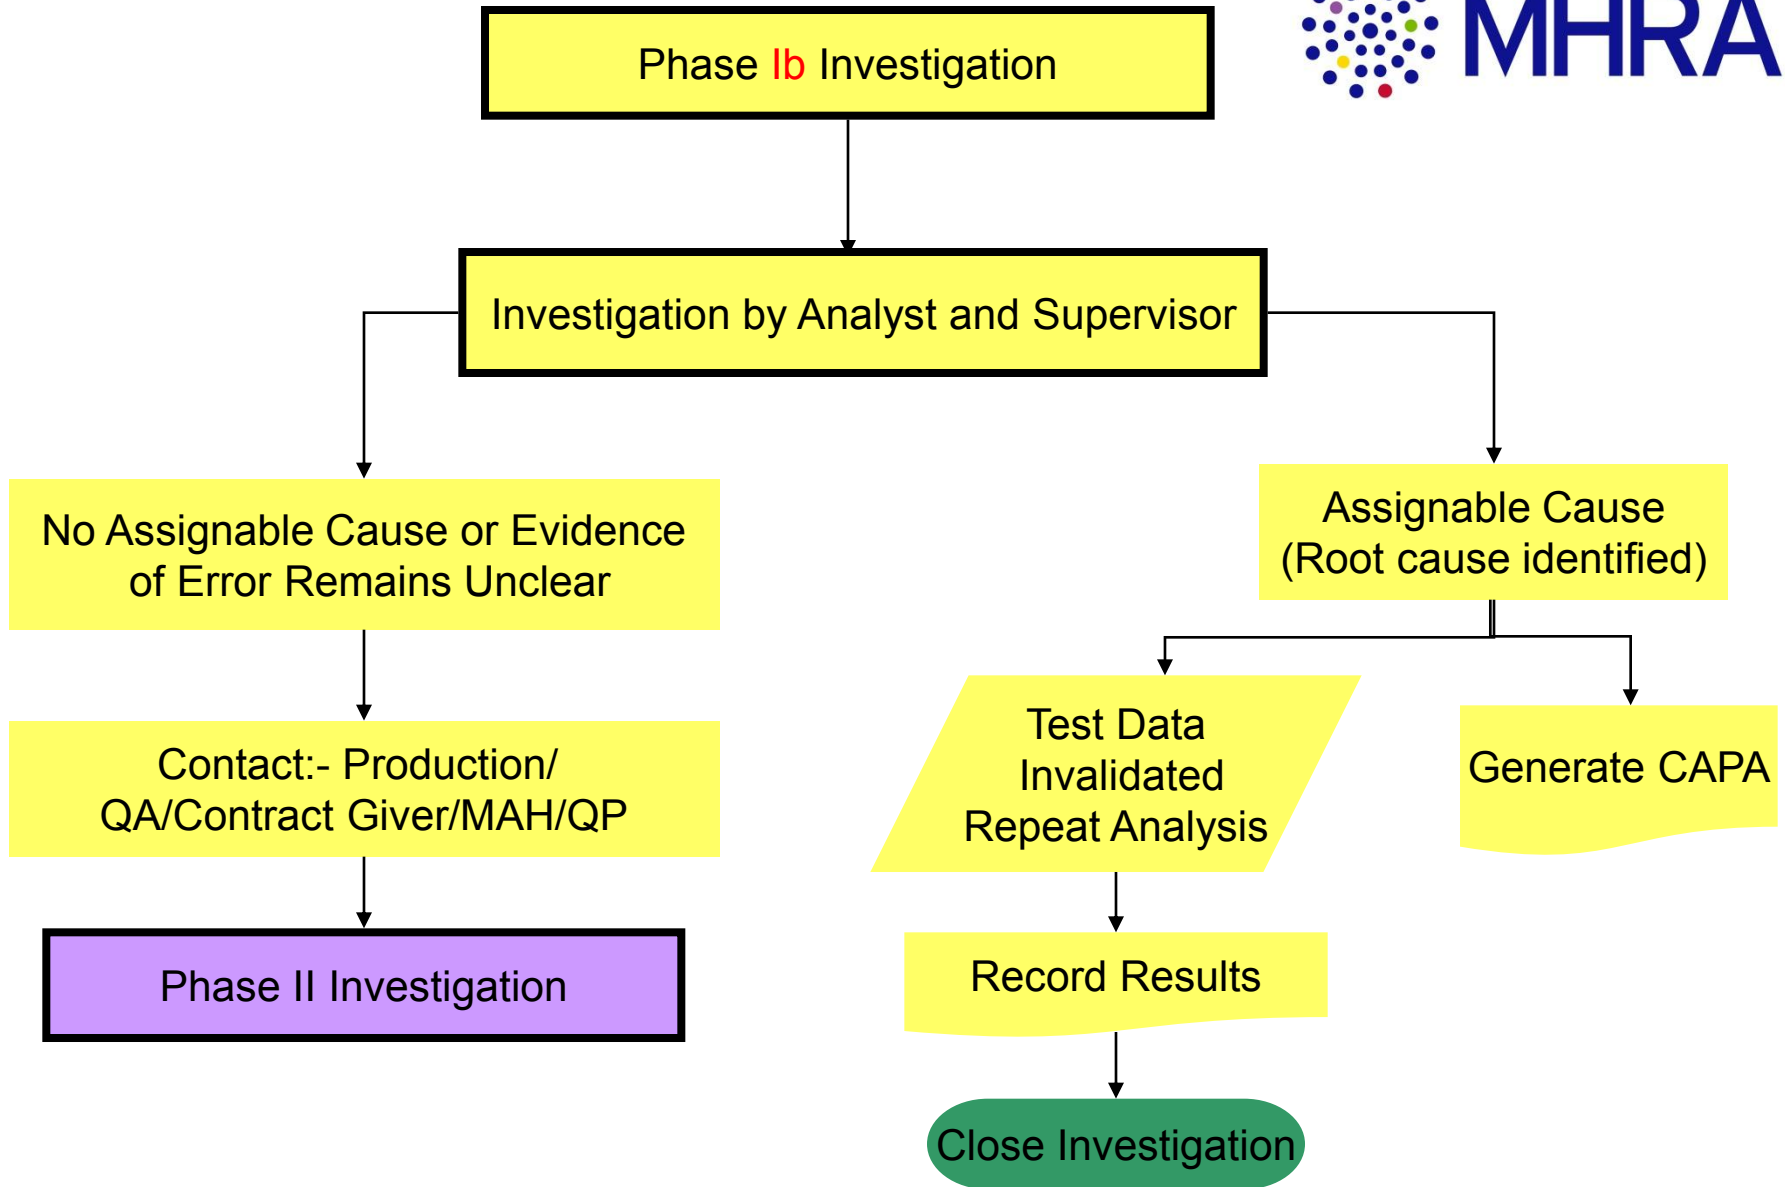 MHRA
Phase Ib Investigation
Investigation by Analyst and Supervisor
No Assignable Cause or Evidence
of Error Remains Unclear
Assignable Cause
(Root cause identified)
Contact:- Production/
QA/Contract Giver/MAH/QP
Test Data
Invalidated
Repeat Analysis
Generate CAPA
Phase II Investigation
Record Results
Close Investigation